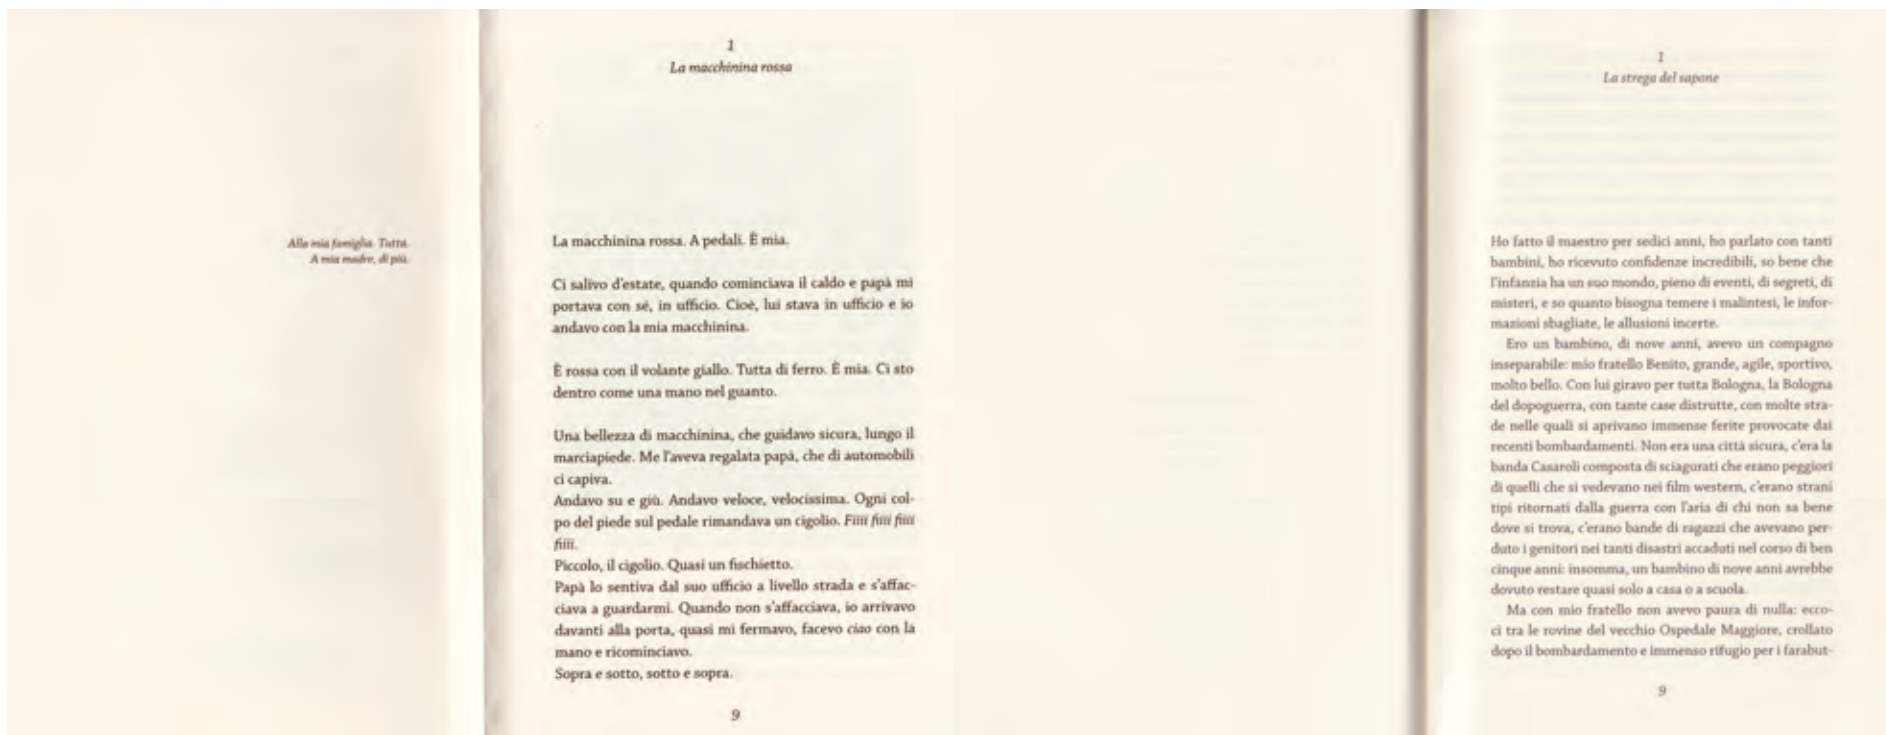 Alla mia famiglia. Tutta.
A mia madre, di più.
1
La macchinina rossa
La macchinina rossa. A pedali. È mia.
Ci salivo d'estate, quando cominciava il caldo e papà mi
portava con sé, in ufficio. Cioè, lui stava in ufficio e io
andavo con la mia macchinina.
È rossa con il volante giallo. Tutta di ferro. È mia. Ci sto
dentro come una mano nel guanto.
Una bellezza di macchinina, che guidavo sicura, lungo il
marciapiede. Me l'aveva regalata papà, che di automobili
ci capiva.
Andavo su e giù. Andavo veloce, velocissima. Ogni col-
po del piede sul pedale rimandava un cigolio. Fiiii fiiii fiiii
fiiii.
Piccolo, il cigolio. Quasi un fischietto.
Papà lo sentiva dal suo ufficio a livello strada e s'affac-
ciava a guardarmi. Quando non s'affacciava, io arrivavo
davanti alla porta, quasi mi fermavo, facevo ciao con la
mano e ricominciavo.
Sopra e sotto, sotto e sopra.
9
1
La strega del sapone
Ho fatto il maestro per sedici anni, ho parlato con tanti
bambini, ho ricevuto confidenze incredibili, so bene che
l'infanzia ha un suo mondo, pieno di eventi, di segreti, di
misteri, e so quanto bisogna temere i malintesi, le infor-
mazioni sbagliate, le allusioni incerte.
Ero un bambino, di nove anni, avevo un compagno
inseparabile: mio fratello Benito, grande, agile, sportivo,
molto bello. Con lui giravo per tutta Bologna, la Bologna
del dopoguerra, con tante case distrutte, con molte stra-
de nelle quali si aprivano immense ferite provocate dai
recenti bombardamenti. Non era una città sicura, c'era la
banda Casaroli composta di sciagurati che erano peggiori
di quelli che si vedevano nei film western, c'erano strani
tipi ritornati dalla guerra con l'aria di chi non sa bene
dove si trova, c'erano bande di ragazzi che avevano per-
duto i genitori nei tanti disastri accaduti nel corso di ben
cinque anni: insomma, un bambino di nove anni avrebbe
dovuto restare quasi solo a casa o a scuola.
Ma con mio fratello non avevo paura di nulla: ecco-
ci tra le rovine del vecchio Ospedale Maggiore, crollato
dopo il bombardamento e immenso rifugio per i farabut-
9